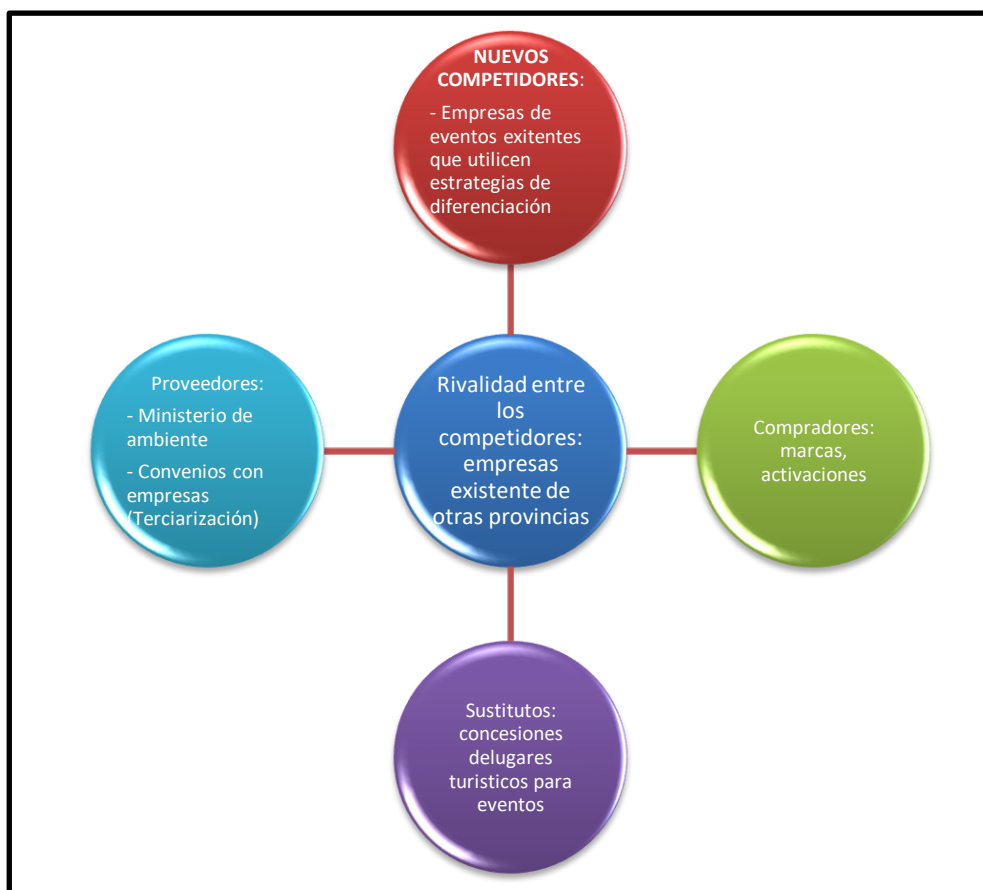 NUEVOS
COMPETIDORES:
- Empresas de
eventos exitentes
que utilicen
estrategias de
diferenciación
Proveedores:
- Ministerio de
ambiente
- Convenios con
empresas
(Terciarización)
Rivalidad entre
los
competidores:
empresas
existente de
otras provincias
Compradores:
marcas,
activaciones
Sustitutos:
concesiones
delugares
turisticos para
eventos